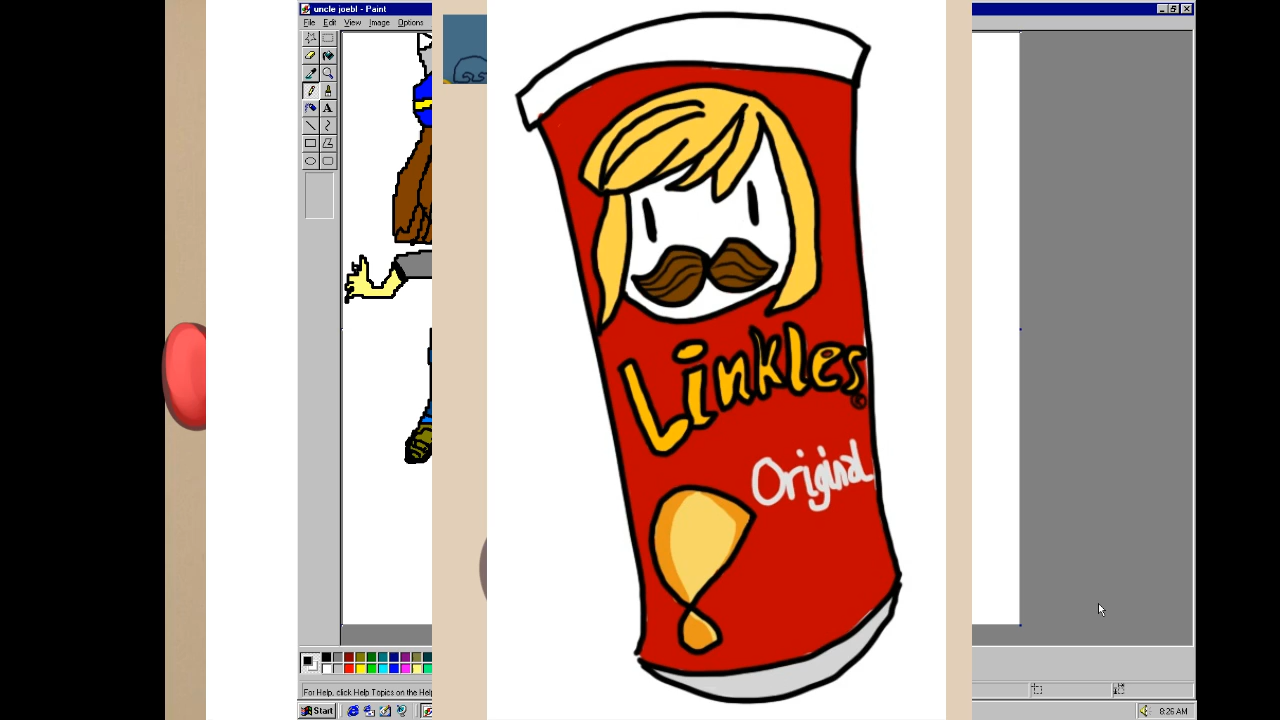 uncle joebl - Paint
File Edit View Image Options
SLS
Linkles
®
Original
For Help, click Help Topics on the Help
Start
8:26 AM